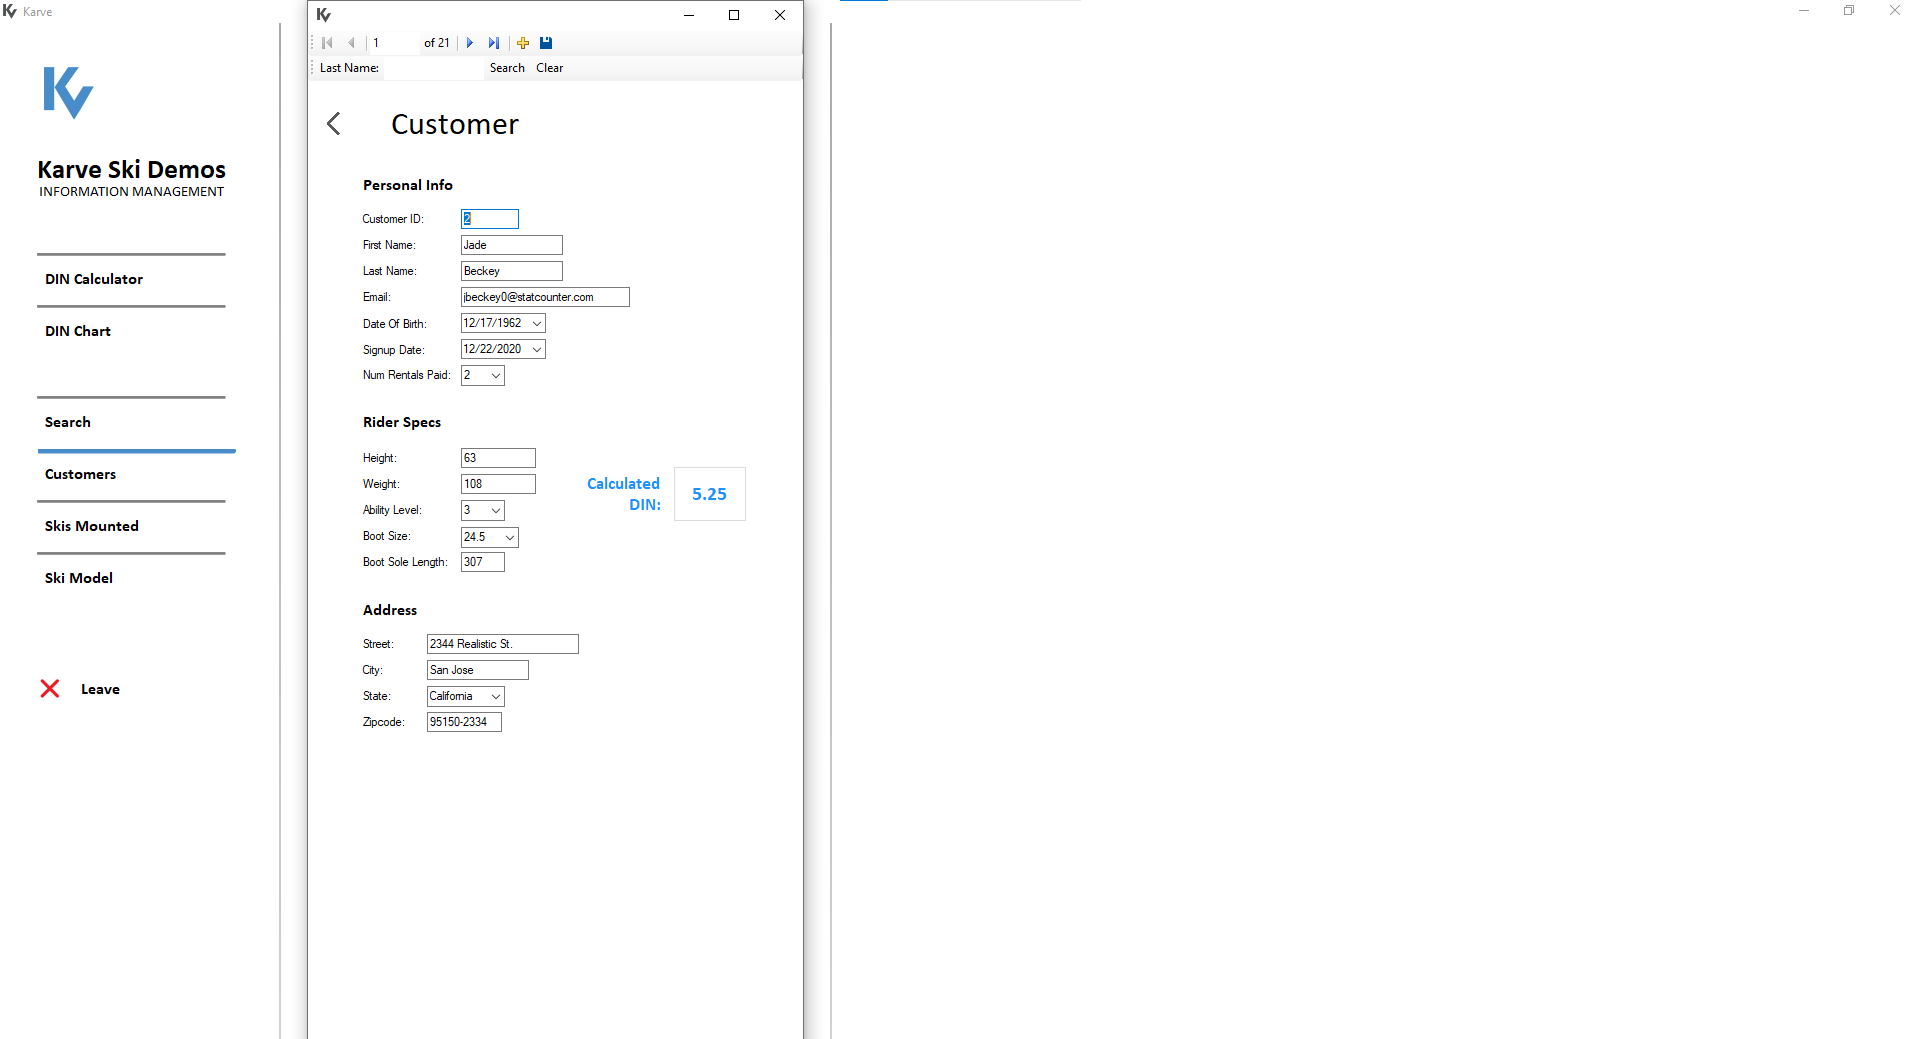 Karve
Karve Ski Demos
INFORMATION MANAGEMENT
DIN Calculator
DIN Chart
Search
Customers
Skis Mounted
Ski Model
Leave
1 of 21
Last Name: Search Clear
Customer
Personal Info
Customer ID: 2
First Name: Jade
Last Name: Beckey
Email: jbeckey0@statcounter.com
Date Of Birth: 12/17/1962
Signup Date: 12/22/2020
Num Rentals Paid: 2
Rider Specs
Height: 63
Weight: 108
Ability Level: 3
Boot Size: 24.5
Boot Sole Length: 307
Calculated
DIN: 5.25
Address
Street: 2344 Realistic St.
City: San Jose
State: California
Zipcode: 95150-2334